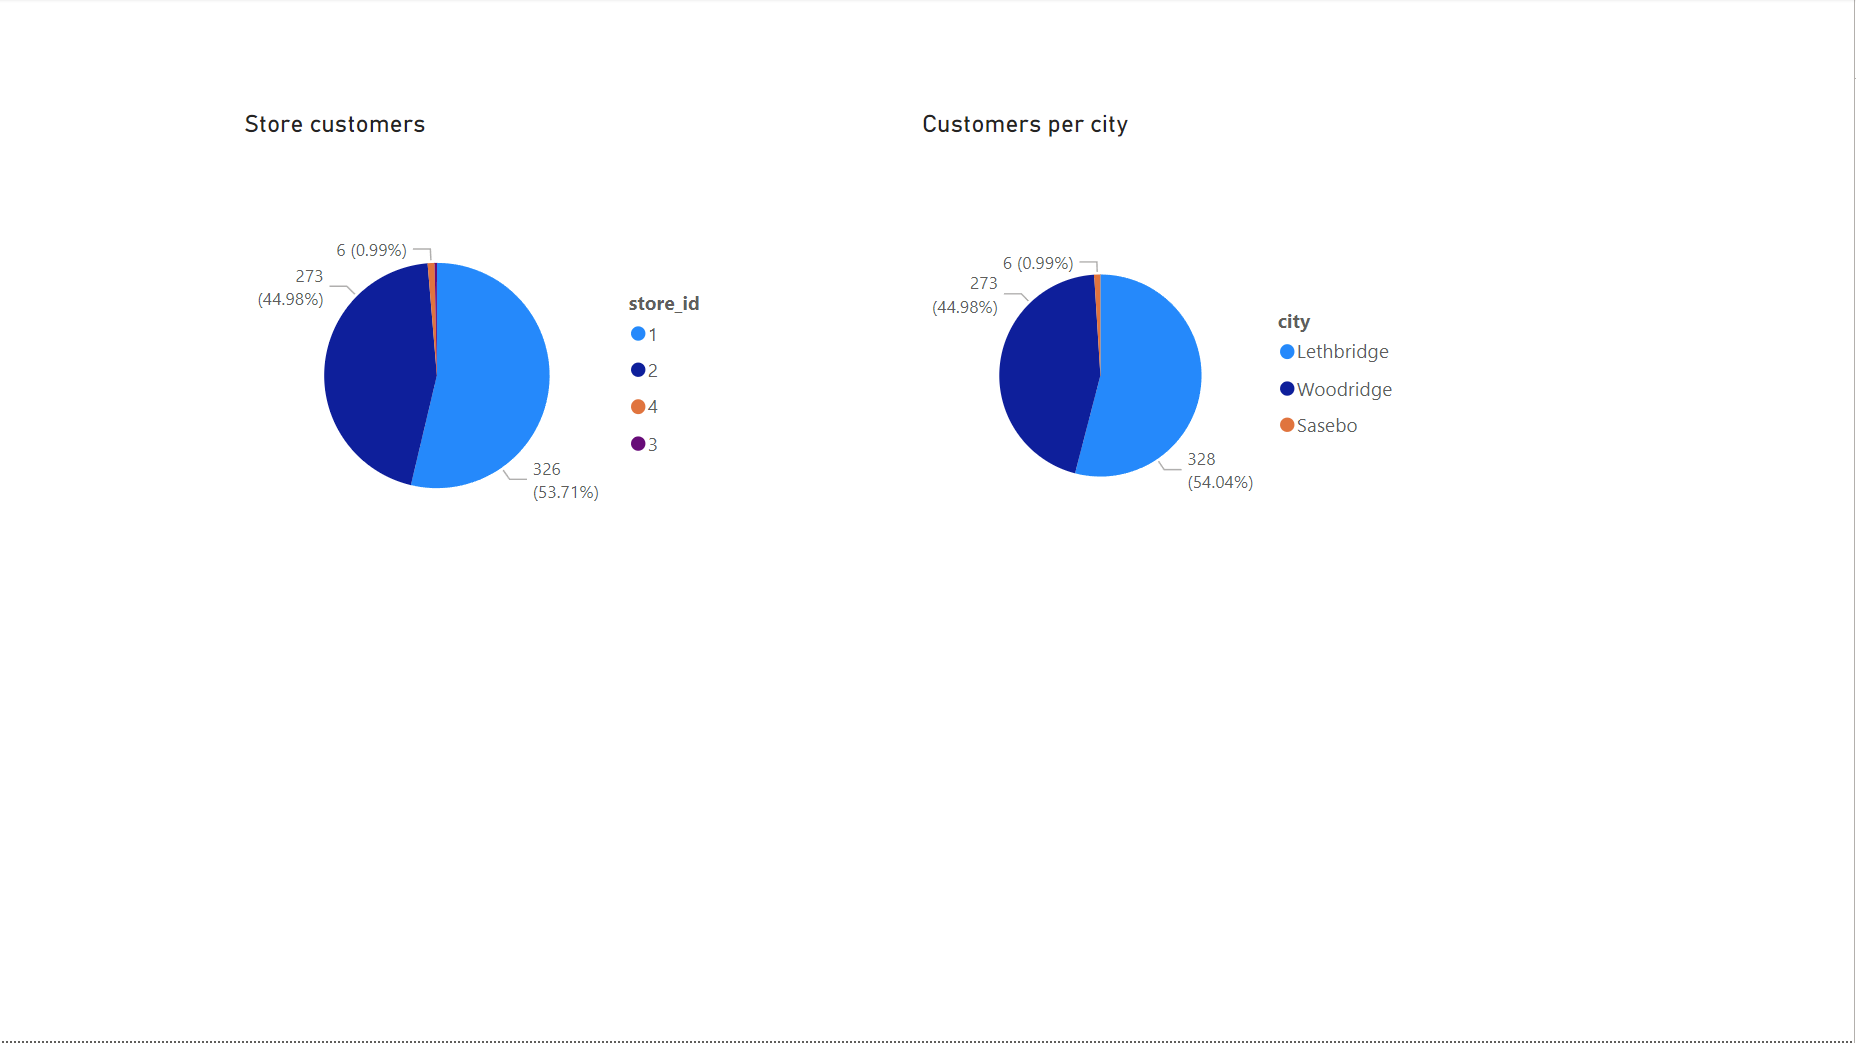 Store customers
6 (0.99%)
273
(44.98%)
326
(53.71%)
store_id
1
2
4
3
Customers per city
6 (0.99%)
273
(44.98%)
328
(54.04%)
city
Lethbridge
Woodridge
Sasebo